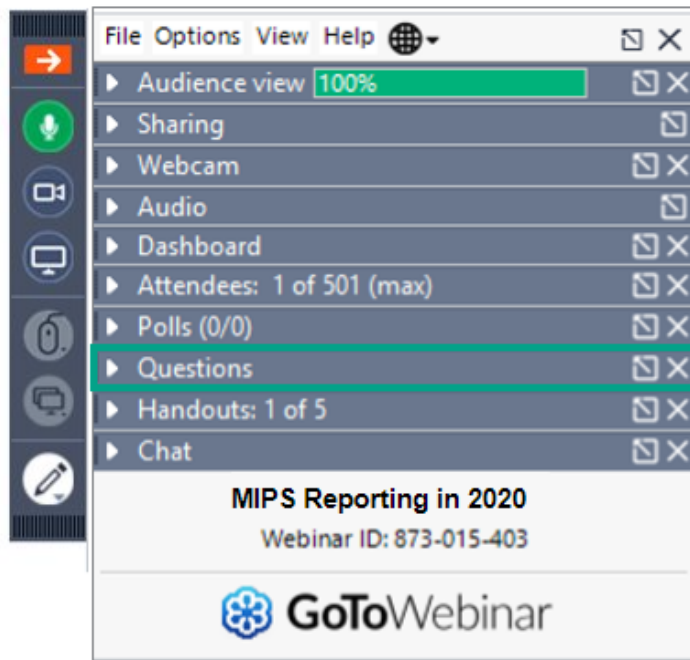 File Options View Help
Audience view 100%
Sharing
Webcam
Audio
Dashboard
Attendees: 1 of 501 (max)
Polls (0/0)
Questions
Handouts: 1 of 5
Chat
MIPS Reporting in 2020
Webinar ID: 873-015-403
GoToWebinar